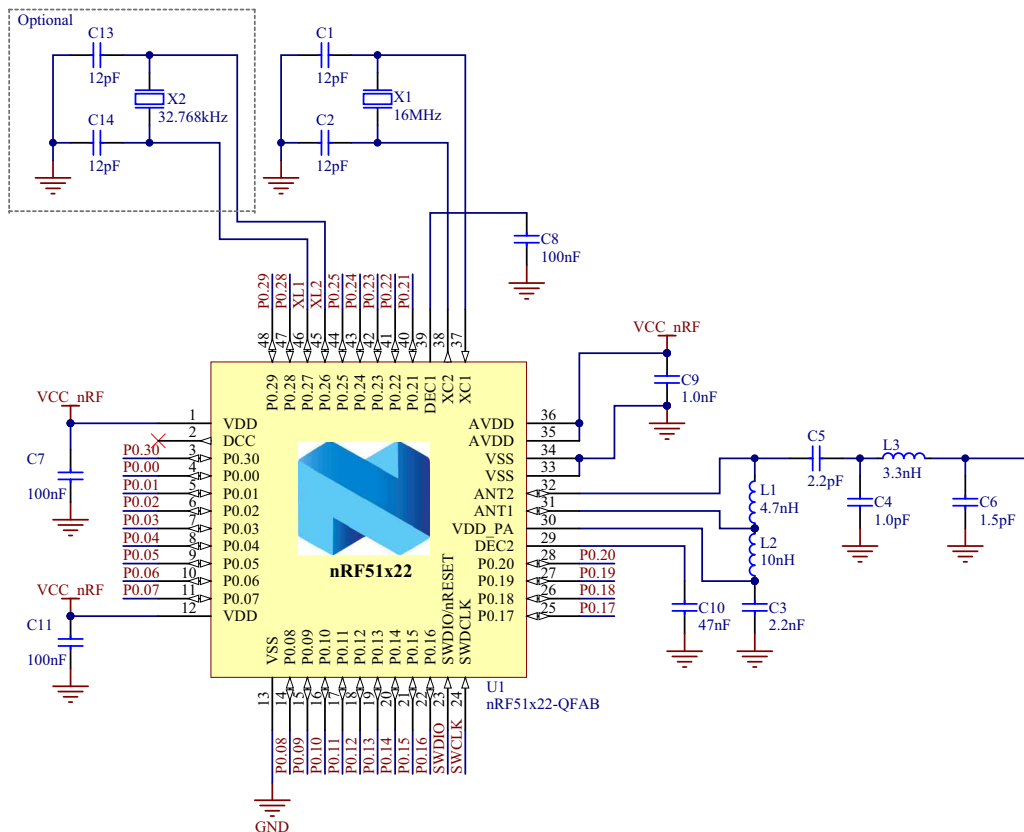 Optional
C13
12pF
X2
32.768kHz
C14
12pF
C1
12pF
X1
16MHz
C2
12pF
C8
100nF
P0.29
P0.28
XL1
XL2
P0.25
P0.24
P0.23
P0.22
P0.21
48
47
46
45
44
43
42
41
40
39
38
37
P0.29
P0.28
P0.27
P0.26
P0.25
P0.24
P0.23
P0.22
P0.21
DEC1
XC2
XC1
VCC_nRF
C9
1.0nF
VCC_nRF
C7
100nF
1 VDD
2 DCC
P0.30 3 P0.30
P0.00 4 P0.00
P0.01 5 P0.01
P0.02 6 P0.02
P0.03 7 P0.03
P0.04 8 P0.04
P0.05 9 P0.05
P0.06 10 P0.06
P0.07 11 P0.07
12 VDD
VCC_nRF
C11
100nF
nRF51x22
AVDD 36
AVDD 35
VSS 34
VSS 33
ANT2 32
ANT1 31
VDD_PA 30
DEC2 29
P0.20 28 P0.20
P0.19 27 P0.19
P0.18 26 P0.18
P0.17 25 P0.17
C5
2.2pF
L3
3.3nH
L1
4.7nH
L2
10nH
C4
1.0pF
C6
1.5pF
C10
47nF
C3
2.2nF
VSS
P0.08
P0.09
P0.10
P0.11
P0.12
P0.13
P0.14
P0.15
P0.16
SWDIO/nRESET
SWDCLK
13
14
15
16
17
18
19
20
21
22
23
24
P0.08
P0.09
P0.10
P0.11
P0.12
P0.13
P0.14
P0.15
P0.16
SWDIO
SWCLK
U1
nRF51x22-QFAB
GND